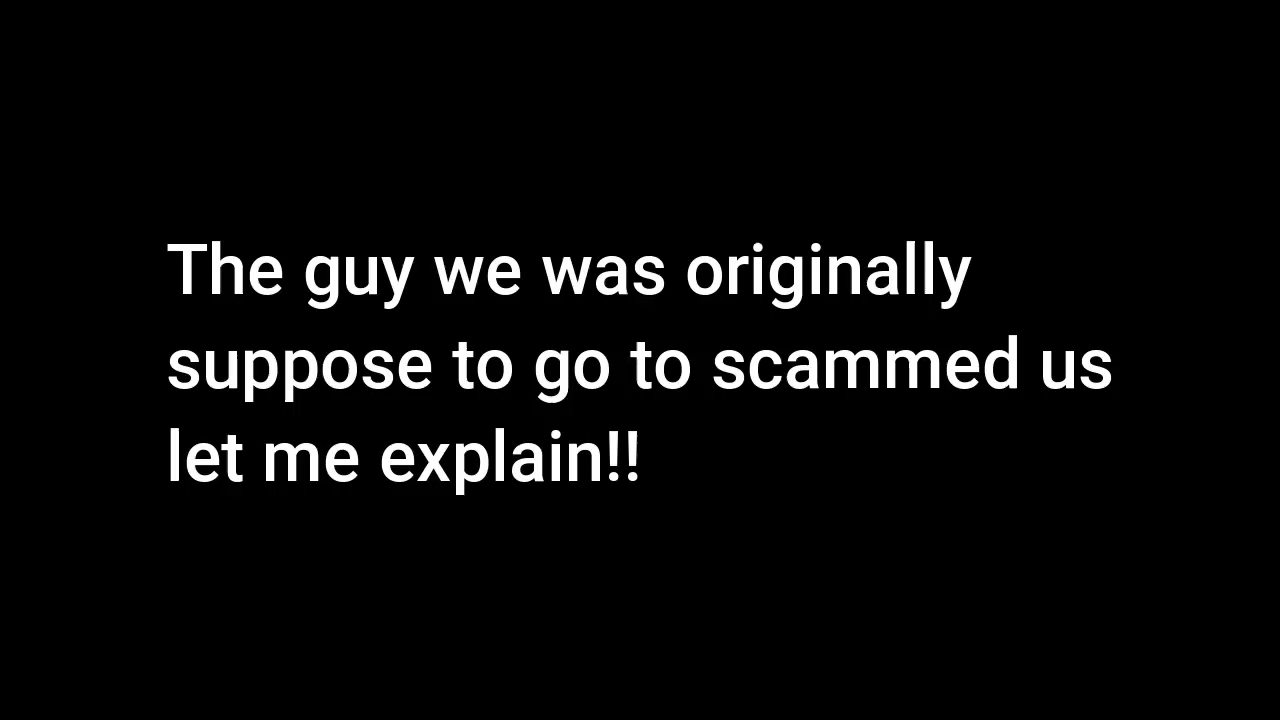 The guy we was originally
suppose to go to scammed us
let me explain!!